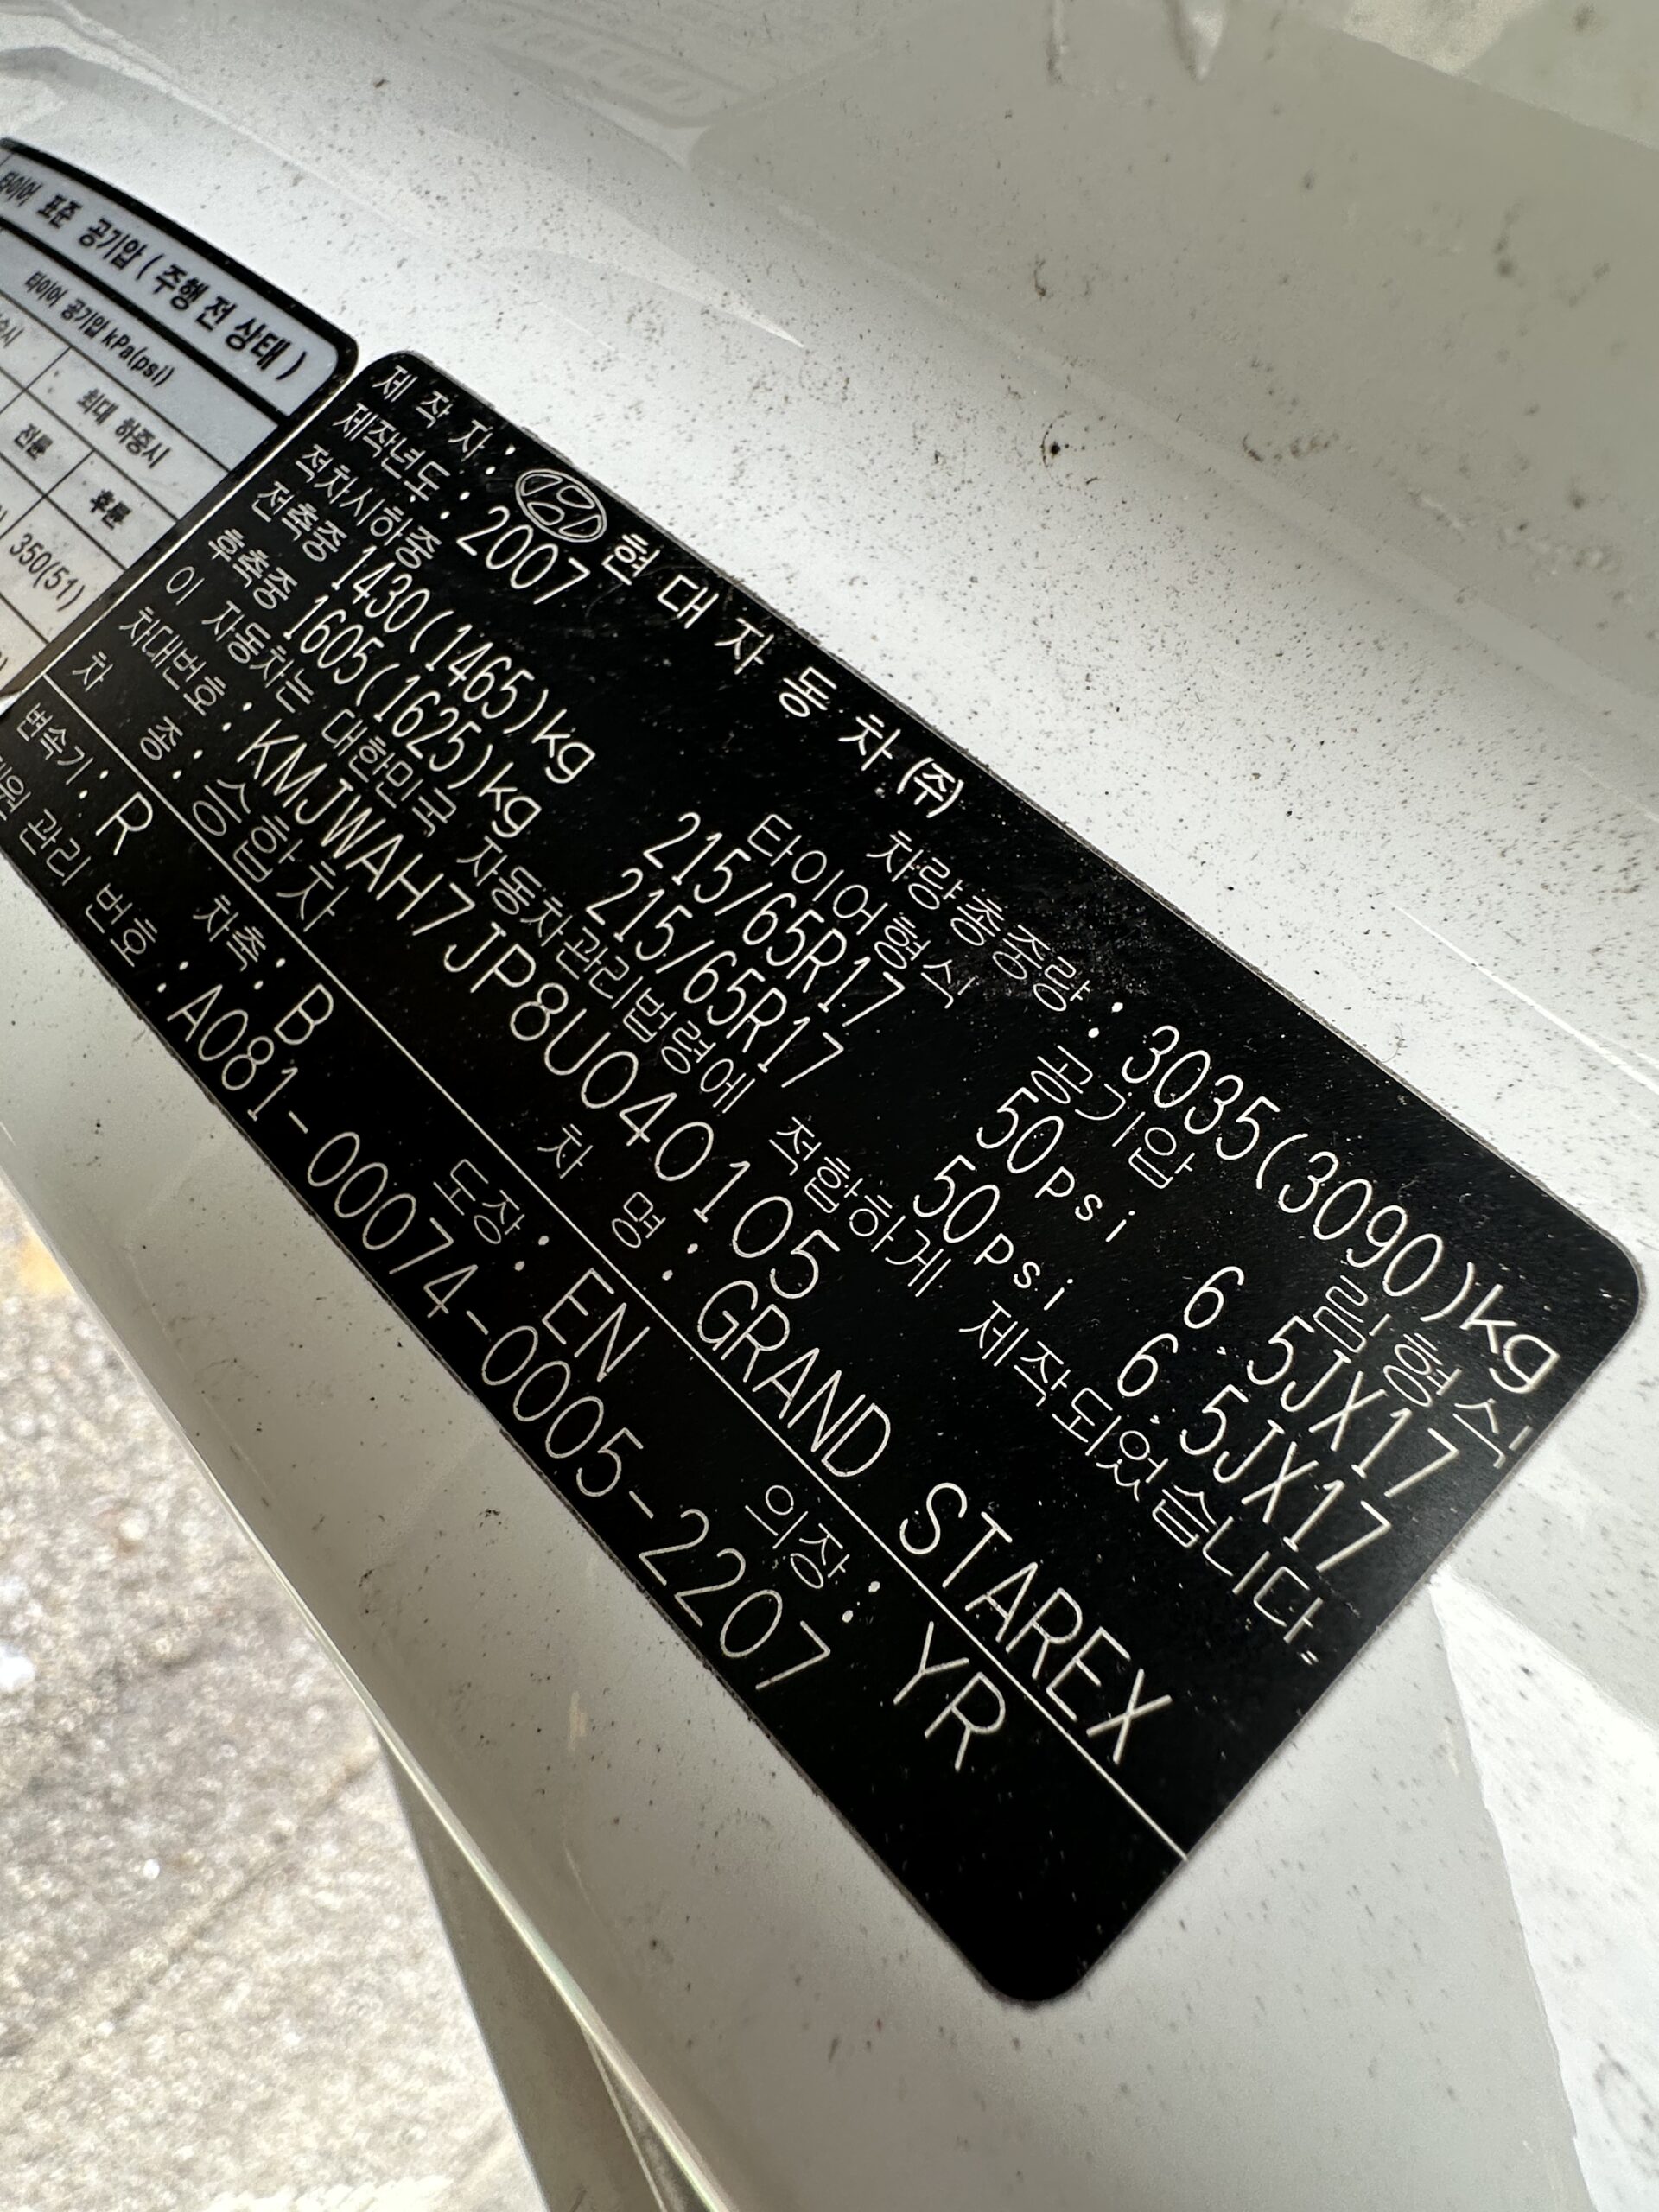 타이어 표준 공기압 ( 주행 전 상태 )
타이어 공기압 kPa(psi)
최대 하중시
전륜 후륜
350(51)
제 작 자 : 현 대 자 동 차 ㈜
제작년도 : 2007 차량총중량 : 3035(3090)kg
적차시하중 타이어형식 공기압 림형식
전축중 1430(1465)kg 215/65R17 50psi 6.5JX17
후축중 1605(1625)kg 215/65R17 50psi 6.5JX17
이 자동차는 대한민국 자동차관리법령에 적합하게 제작되었습니다.
차대번호 : KMJWAH7JP8U040105
차 종 : 승합차 차 명 : GRAND STAREX
변속기 : R 차축 : B 도장 : EN 의장 : YR
관리 번호 : A081-00074-0005-2207